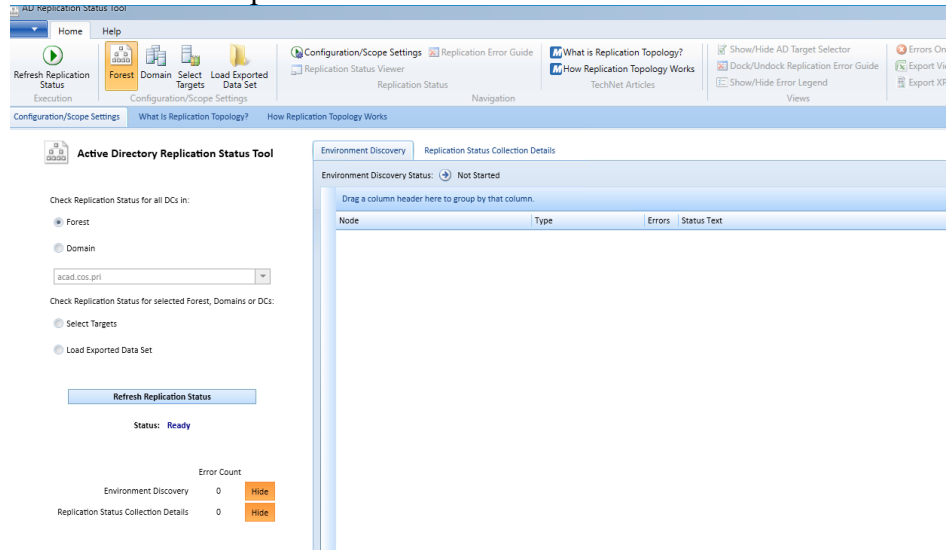 AD Replication Status Tool
Home Help
Refresh Replication Status
Forest
Domain
Select Targets
Load Exported Data Set
Configuration/Scope Settings
Replication Error Guide
Replication Status Viewer
What is Replication Topology?
How Replication Topology Works
Show/Hide AD Target Selector
Dock/Undock Replication Error Guide
Show/Hide Error Legend
Errors On
Export Vi
Export XP
Execution
Configuration/Scope Settings
Replication Status
Navigation
TechNet Articles
Views
Configuration/Scope Settings What Is Replication Topology? How Replication Topology Works
Active Directory Replication Status Tool
Environment Discovery Replication Status Collection Details
Environment Discovery Status: Not Started
Drag a column header here to group by that column.
Node Type Errors Status Text
Check Replication Status for all DCs in:
Forest
Domain
acad.cos.pri
Check Replication Status for selected Forest, Domains or DCs:
Select Targets
Load Exported Data Set
Refresh Replication Status
Status: Ready
Error Count
Environment Discovery 0 Hide
Replication Status Collection Details 0 Hide